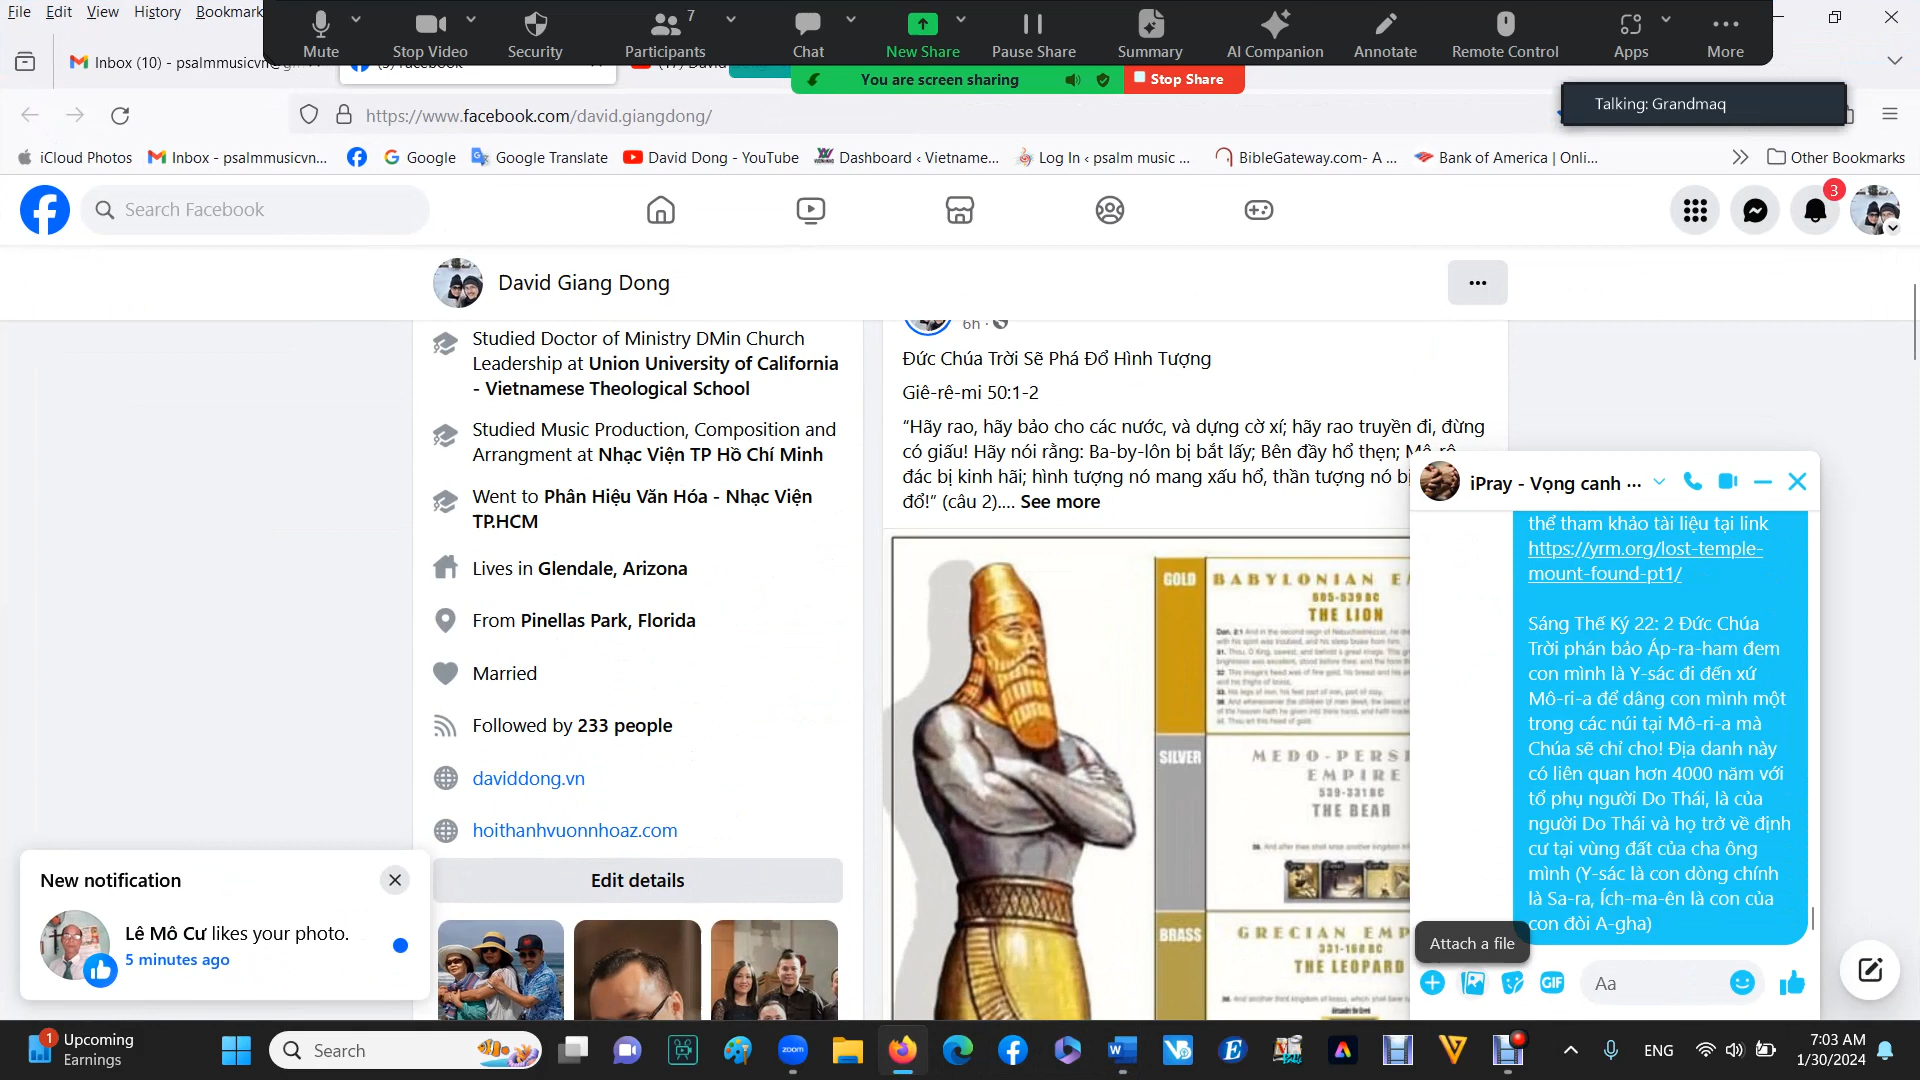 File Edit View History Bookmark
Mute
Stop Video
Security
7
Participants
Chat
New Share
Pause Share
Summary
AI Companion
Annotate
Remote Control
Apps
More
Inbox (10) - psalmmusicvn@g
You are screen sharing
Stop Share
Talking: Grandmaq
https://www.facebook.com/david.giangdong/
iCloud Photos
Inbox - psalmmusicvn...
Google
Google Translate
David Dong - YouTube
Dashboard ‹ Vietname...
Log In ‹ psalm music ...
BibleGateway.com- A ...
Bank of America | Onli...
Other Bookmarks
Search Facebook
3
David Giang Dong
Studied Doctor of Ministry DMin Church
Leadership at Union University of California
- Vietnamese Theological School
Studied Music Production, Composition and
Arrangment at Nhạc Viện TP Hồ Chí Minh
Went to Phân Hiệu Văn Hóa - Nhạc Viện
TP.HCM
Lives in Glendale, Arizona
From Pinellas Park, Florida
Married
Followed by 233 people
daviddong.vn
hoithanhvuonnhoaz.com
Edit details
6h ·
Đức Chúa Trời Sẽ Phá Đổ Hình Tượng
Giê-rê-mi 50:1-2
“Hãy rao, hãy bảo cho các nước, và dựng cờ xí; hãy rao truyền đi, đừng
có giấu! Hãy nói rằng: Ba-by-lôn bị bắt lấy; Bên đầy hổ thẹn; Mê-rô-
đác bị kinh hãi; hình tượng nó mang xấu hổ, thần tượng nó bị
đổ!” (câu 2).... See more
GOLD
BABYLONIAN E
605-539 BC
THE LION
SILVER
MEDO-PERS
EMPIRE
539-331 BC
THE BEAR
BRASS
GRECIAN EMP
331-168 BC
THE LEOPARD
iPray - Vọng canh ...
thể tham khảo tài liệu tại link
https://yrm.org/lost-temple-
mount-found-pt1/
Sáng Thế Ký 22: 2 Đức Chúa
Trời phán bảo Áp-ra-ham đem
con mình là Y-sác đi đến xứ
Mô-ri-a để dâng con mình một
trong các núi tại Mô-ri-a mà
Chúa sẽ chỉ cho! Địa danh này
có liên quan hơn 4000 năm với
tổ phụ người Do Thái, là của
người Do Thái và họ trở về định
cư tại vùng đất của cha ông
mình (Y-sác là con dòng chính
là Sa-ra, Ích-ma-ên là con của
con đòi A-gha)
Attach a file
GIF
Aa
New notification
Lê Mô Cư likes your photo.
5 minutes ago
1
Upcoming
Earnings
Search
zoom
ENG
7:03 AM
1/30/2024